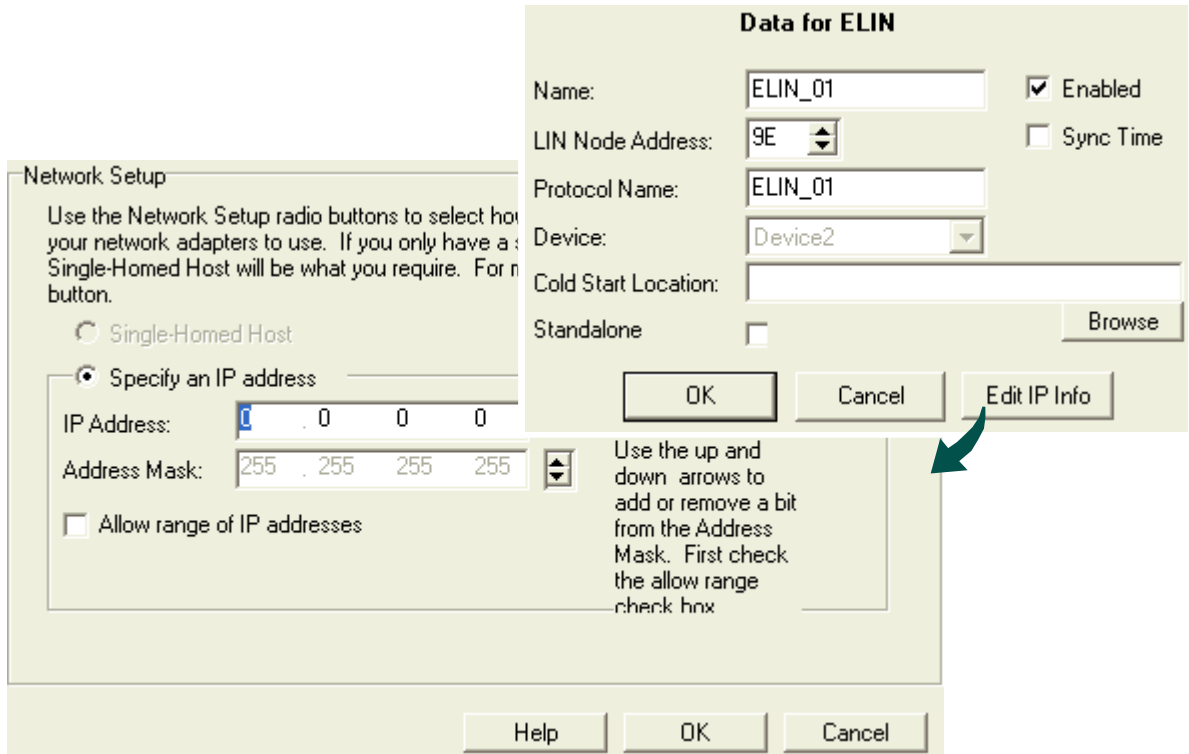 Data for ELIN
Name: ELIN_01 Enabled
LIN Node Address: 9E Sync Time
Protocol Name: ELIN_01
Device: Device2
Cold Start Location:
Browse
Standalone
OK Cancel Edit IP Info
Network Setup
Use the Network Setup radio buttons to select
your network adapters to use. If you only have a
Single-Homed Host will be what you require. For
button.
Single-Homed Host
Specify an IP address
IP Address: 0 . 0 0 0
Address Mask: 255 . 255 255 255
Allow range of IP addresses
Use the up and
down arrows to
add or remove a bit
from the Address
Mask. First check
the allow range
check box
Help OK Cancel